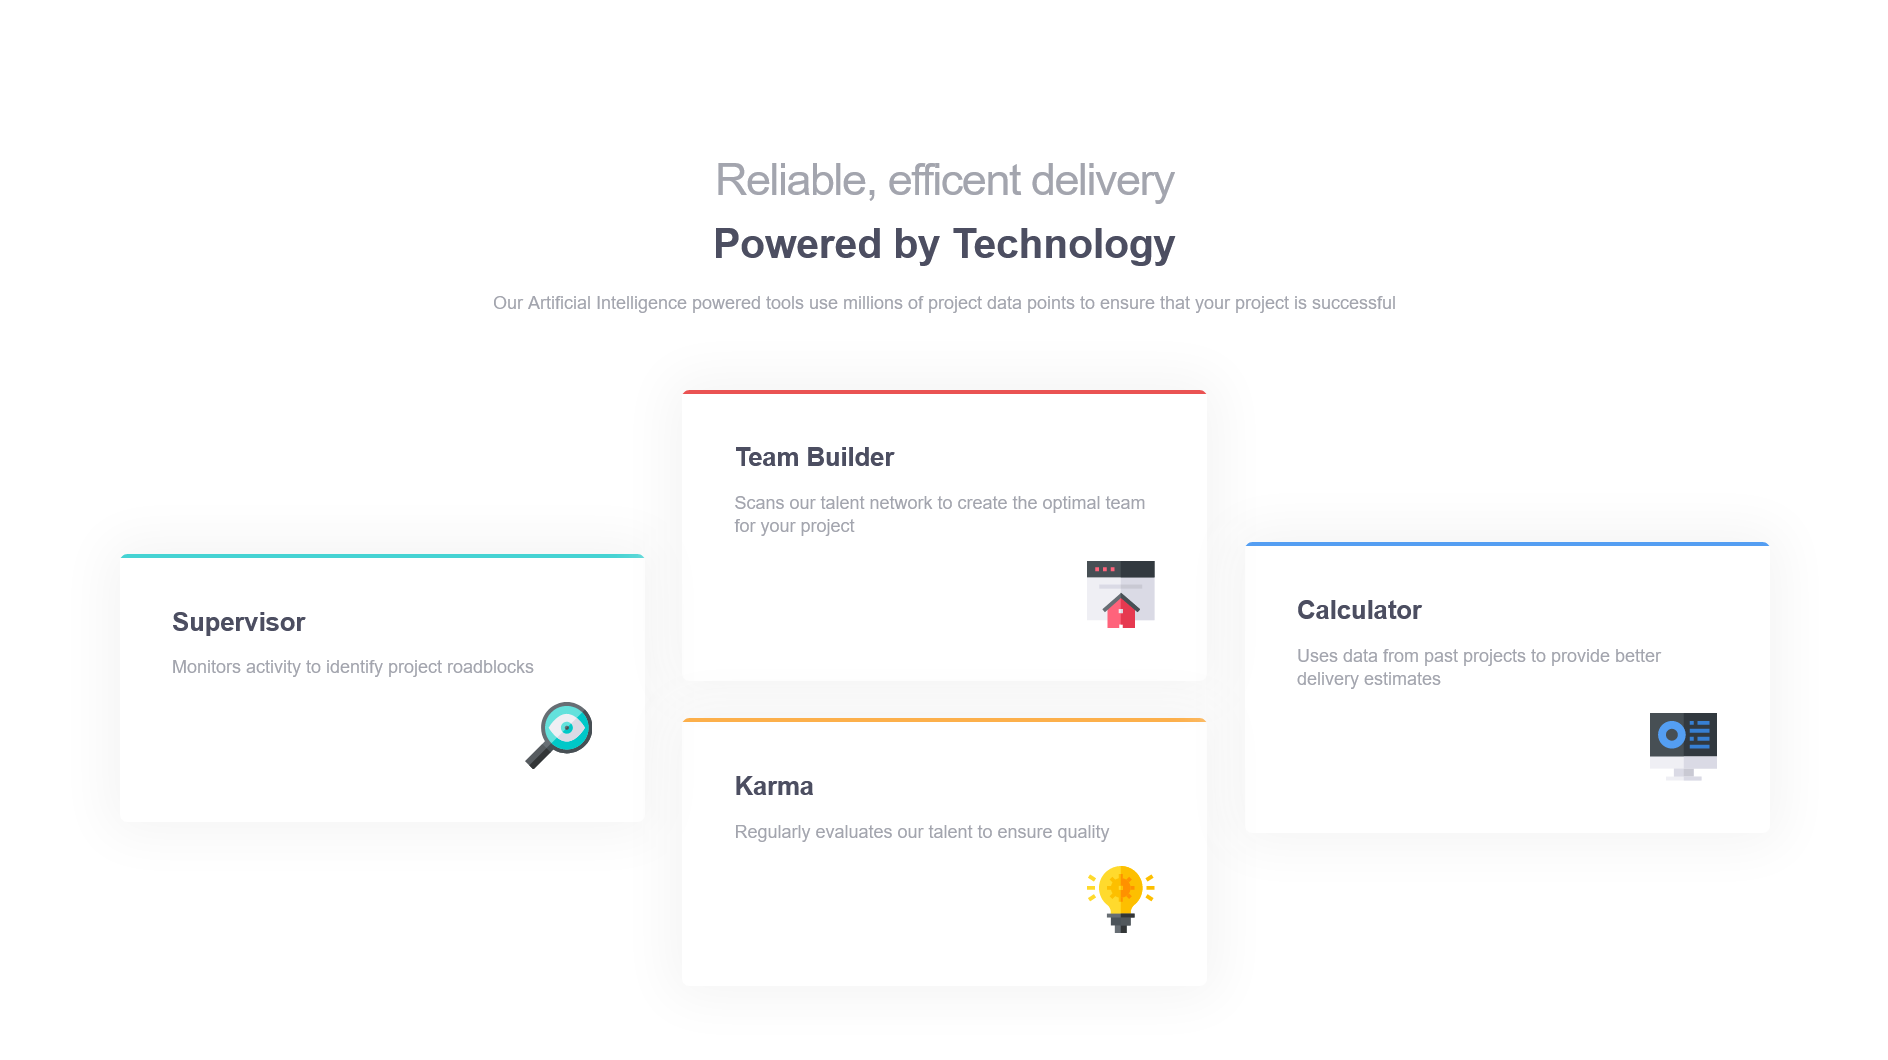 Reliable, efficent delivery
Powered by Technology
Our Artificial Intelligence powered tools use millions of project data points to ensure that your project is successful
Supervisor
Monitors activity to identify project roadblocks
Team Builder
Scans our talent network to create the optimal team
for your project
Karma
Regularly evaluates our talent to ensure quality
Calculator
Uses data from past projects to provide better
delivery estimates